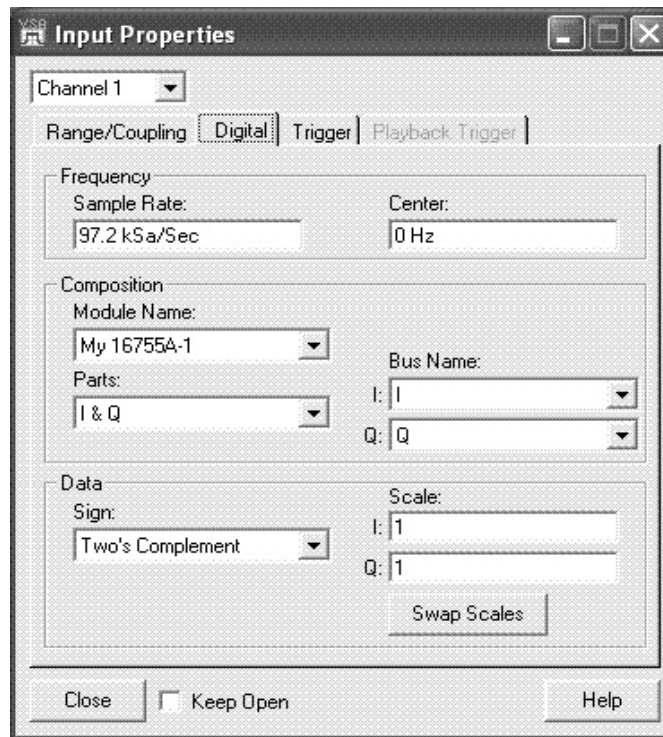 VSA
Input Properties
Channel 1
Range/Coupling Digital Trigger Playback Trigger
Frequency
Sample Rate: Center:
97.2 kSa/Sec 0 Hz
Composition
Module Name:
My 16755A-1
Bus Name:
Parts:
I: I
I & Q
Q: Q
Data
Scale:
Sign:
I: 1
Two's Complement
Q: 1
Swap Scales
Close Keep Open Help